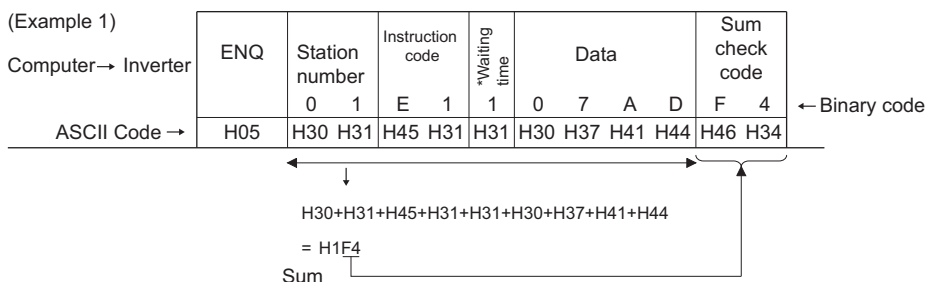 (Example 1)
Computer→ Inverter
ENQ
Station
number
Instruction
code
*Waiting
time
Data
Sum
check
code
0 1 E 1 1 0 7 A D F 4 ←Binary code
ASCII Code → H05 H30 H31 H45 H31 H31 H30 H37 H41 H44 H46 H34
H30+H31+H45+H31+H31+H30+H37+H41+H44
= H1F4
Sum